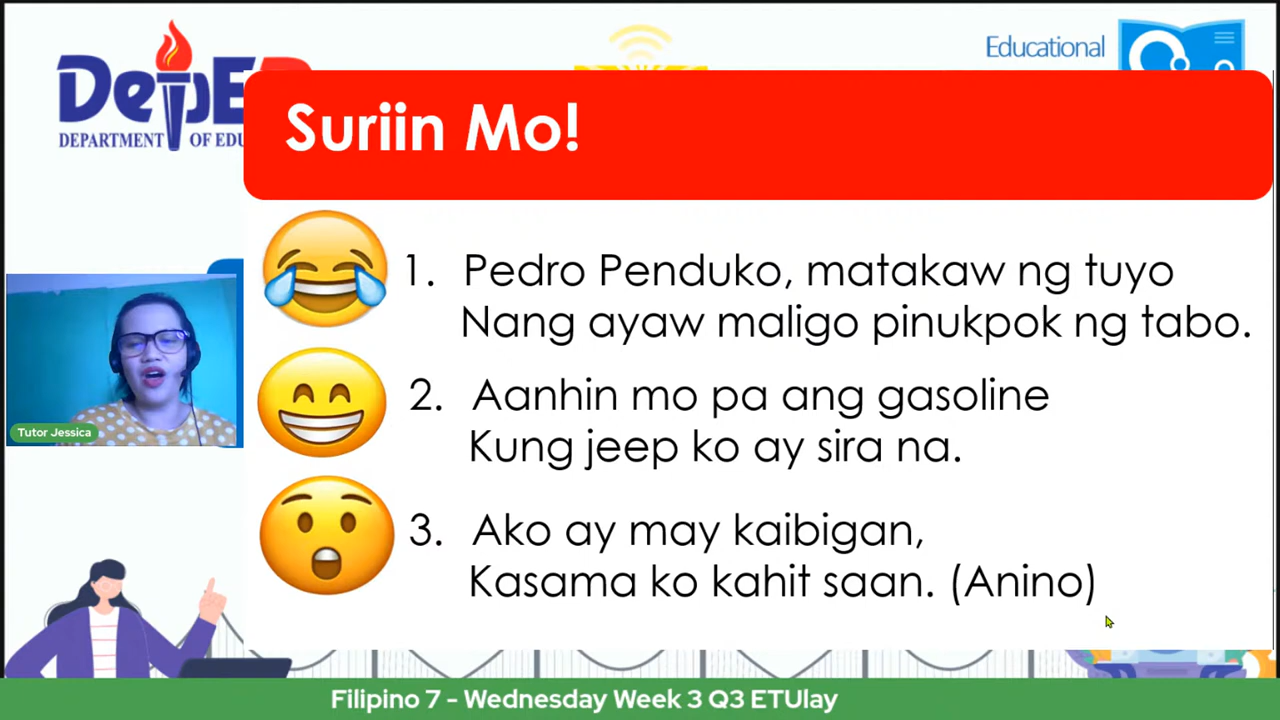 DepE
DEPARTMENT OF EDU
Educational
Suriin Mo!
1. Pedro Penduko, matakaw ng tuyo
Nang ayaw maligo pinukpok ng tabo.
2. Aanhin mo pa ang gasoline
Kung jeep ko ay sira na.
3. Ako ay may kaibigan,
Kasama ko kahit saan. (Anino)
Tutor Jessica
Filipino 7 - Wednesday Week 3 Q3 ETUlay